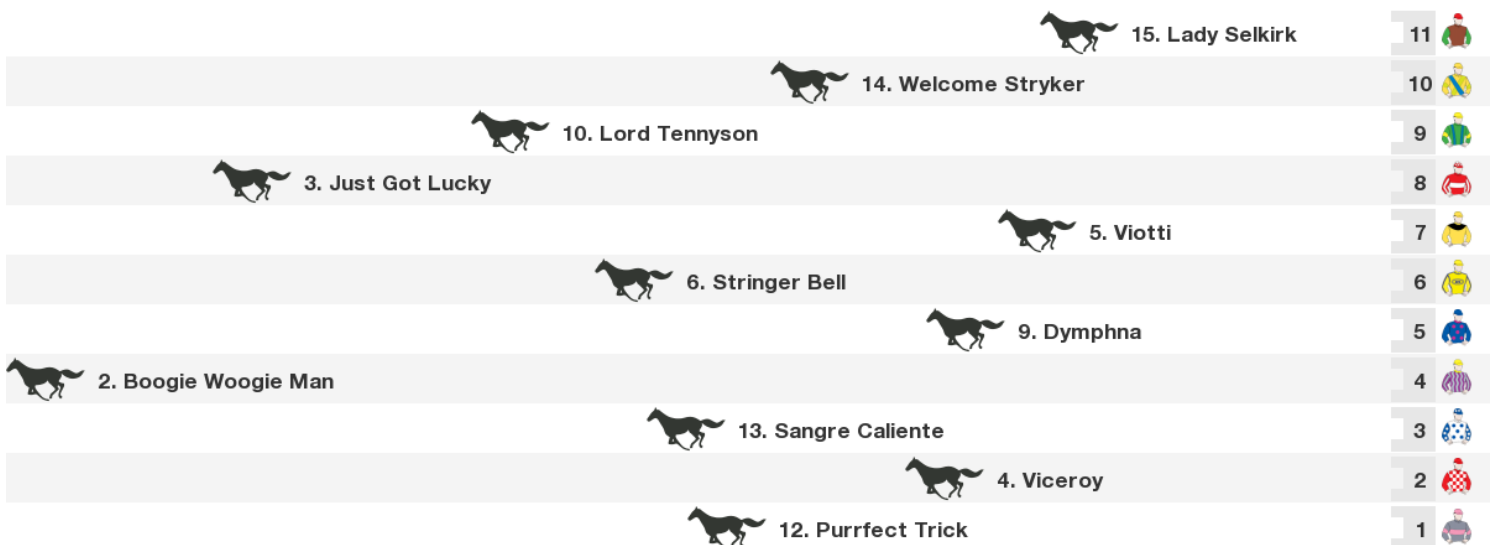 15. Lady Selkirk 11
14. Welcome Stryker 10
10. Lord Tennyson 9
3. Just Got Lucky 8
5. Viotti 7
6. Stringer Bell 6
9. Dymphna 5
2. Boogie Woogie Man 4
13. Sangre Caliente 3
4. Viceroy 2
12. Purrfect Trick 1